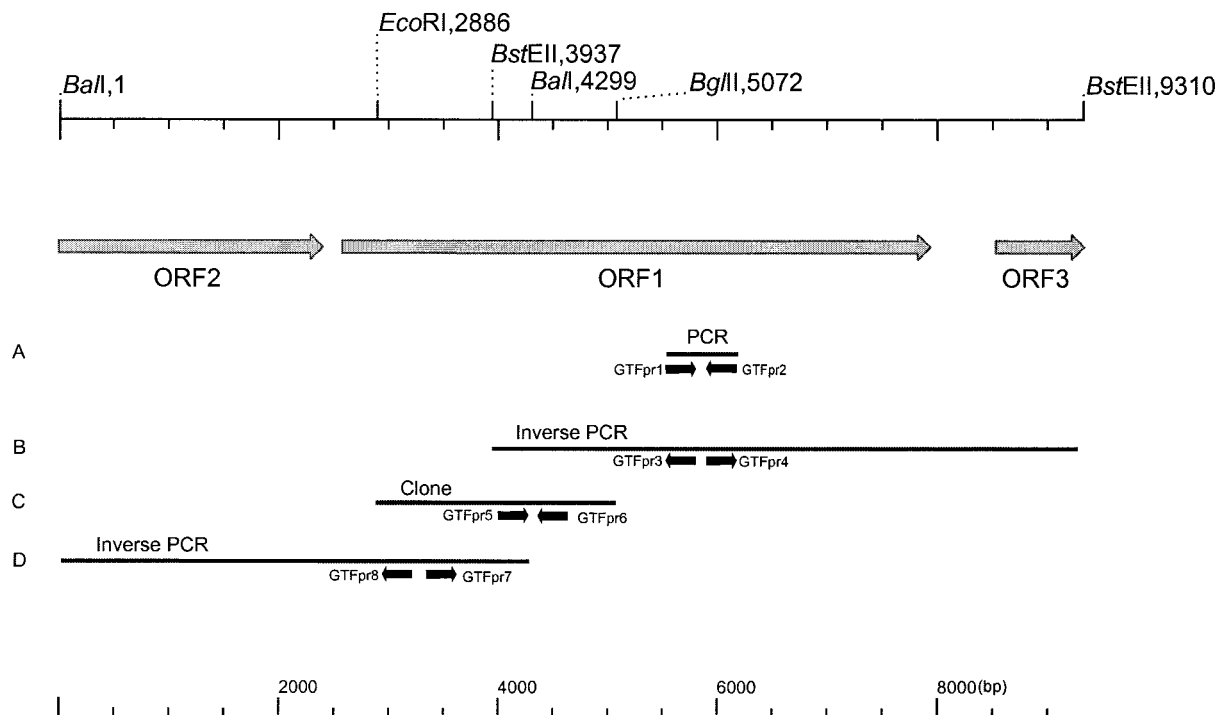 EcoRI,2886
BstEII,3937
BalI,1
BalI,4299
BglII,5072
BstEII,9310
ORF2
ORF1
ORF3
A
PCR
GTFpr1
GTFpr2
B
Inverse PCR
GTFpr3
GTFpr4
C
Clone
GTFpr5
GTFpr6
D
Inverse PCR
GTFpr8
GTFpr7
2000 4000 6000 8000(bp)